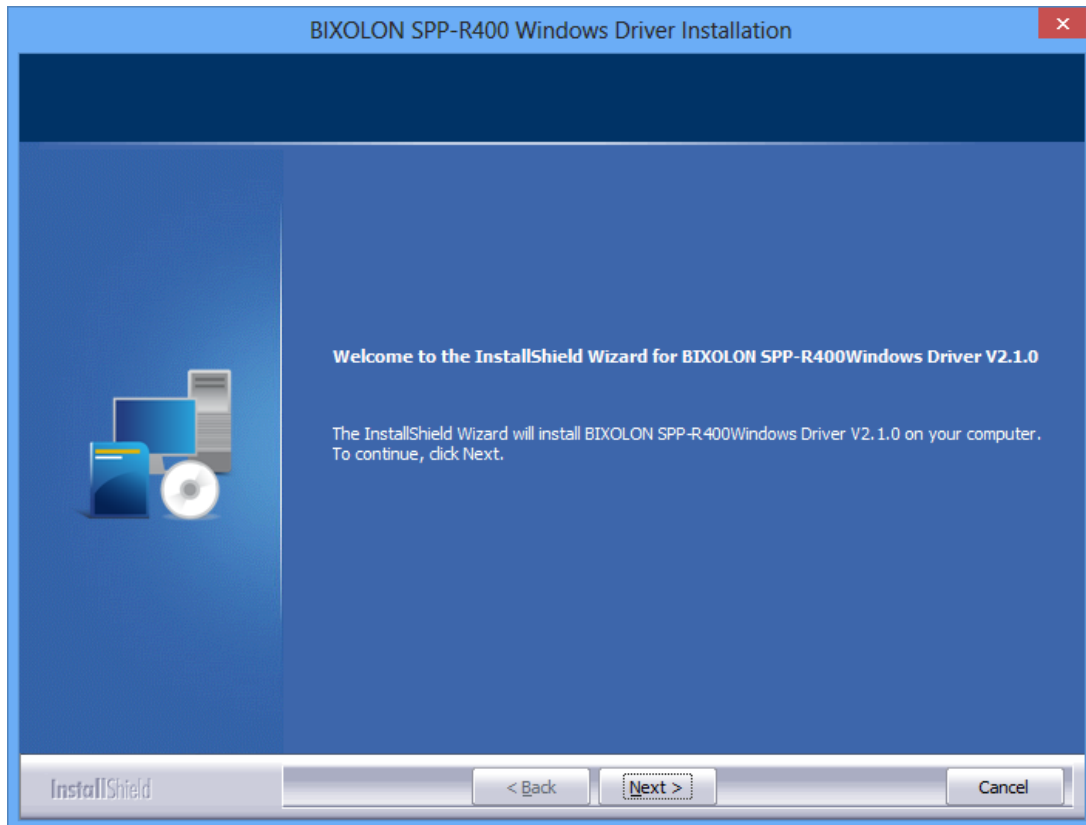 BIXOLON SPP-R400 Windows Driver Installation
Welcome to the InstallShield Wizard for BIXOLON SPP-R400Windows Driver V2.1.0
The InstallShield Wizard will install BIXOLON SPP-R400Windows Driver V2.1.0 on your computer.
To continue, click Next.
InstallShield
< Back
Next >
Cancel